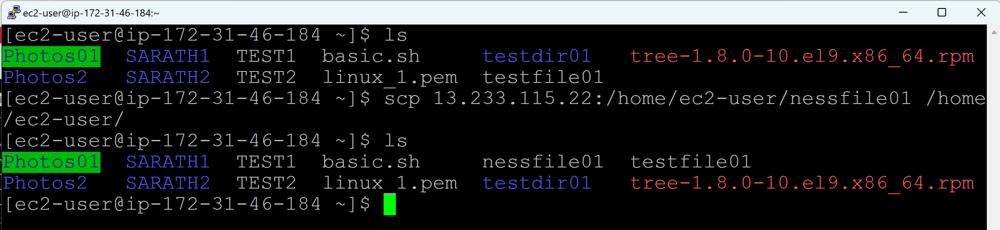 ec2-user@ip-172-31-46-184:~
[ec2-user@ip-172-31-46-184 ~]$ ls
Photos01 SARATH1 TEST1 basic.sh testdir01 tree-1.8.0-10.el9.x86_64.rpm
Photos2 SARATH2 TEST2 linux_1.pem testfile01
[ec2-user@ip-172-31-46-184 ~]$ scp 13.233.115.22:/home/ec2-user/nessfile01 /home
/ec2-user/
[ec2-user@ip-172-31-46-184 ~]$ ls
Photos01 SARATH1 TEST1 basic.sh nessfile01 testfile01
Photos2 SARATH2 TEST2 linux_1.pem testdir01 tree-1.8.0-10.el9.x86_64.rpm
[ec2-user@ip-172-31-46-184 ~]$